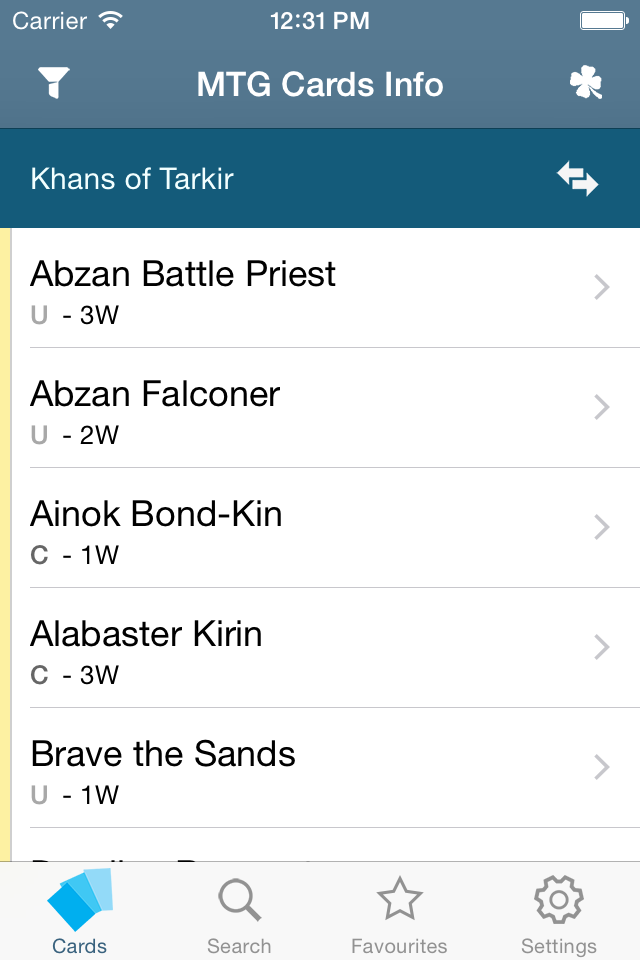 Carrier 12:31 PM
MTG Cards Info
Khans of Tarkir
Abzan Battle Priest
U - 3W
Abzan Falconer
U - 2W
Ainok Bond-Kin
C - 1W
Alabaster Kirin
C - 3W
Brave the Sands
U - 1W
Cards Search Favourites Settings